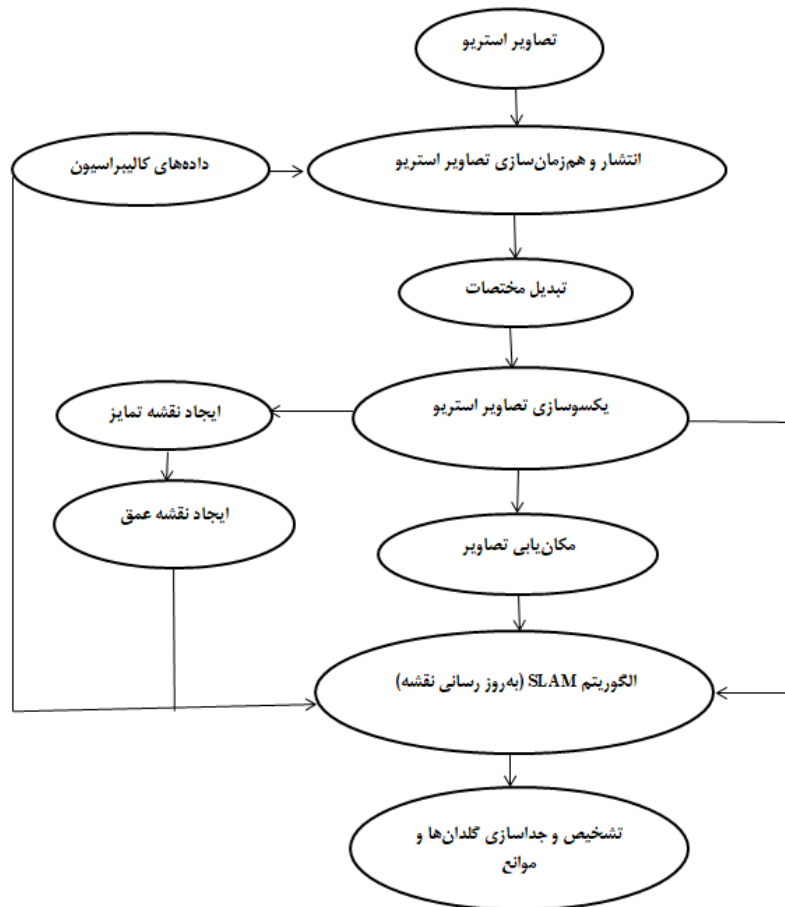 تصاویر استریو
انتشار و هم‌زمان‌سازی تصاویر استریو
داده‌های کالیبراسیون
تبدیل مختصات
یکسوسازی تصاویر استریو
ایجاد نقشه تمایز
ایجاد نقشه عمق
مکان‌یابی تصاویر
الگوریتم SLAM (به‌روز رسانی نقشه)
تشخیص و جداسازی گلدان‌ها و
موانع